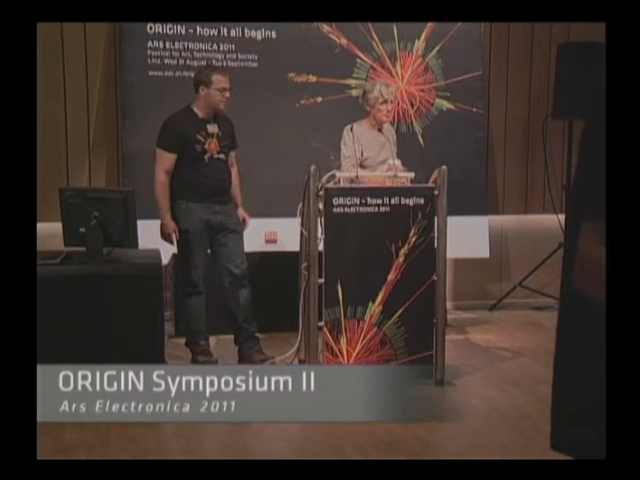 ORIGIN – how it all begins
ARS ELECTRONICA 2011
Festival for Art, Technology and Society
Linz, Wed 31 August – Tue 6 September
ORIGIN – how it all begins
ARS ELECTRONICA 2011
ORIGIN Symposium II
Ars Electronica 2011